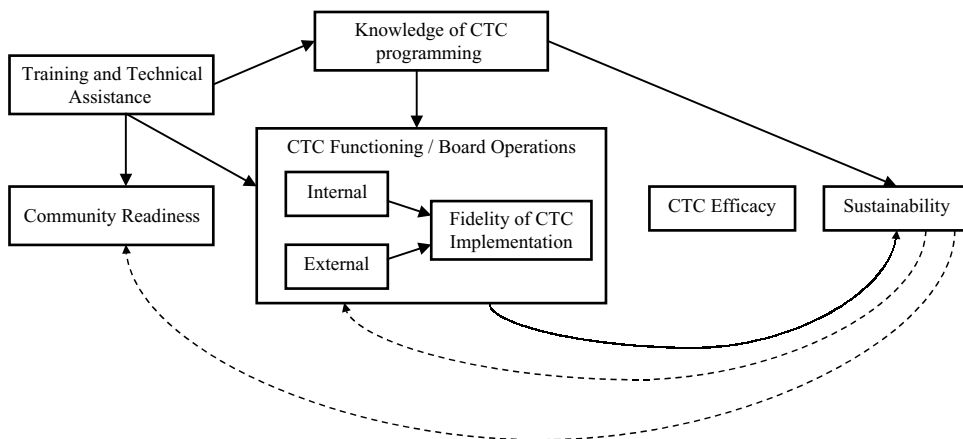 Knowledge of CTC
programming
Training and Technical
Assistance
CTC Functioning / Board Operations
Internal
Community Readiness
Fidelity of CTC
Implementation
External
CTC Efficacy
Sustainability